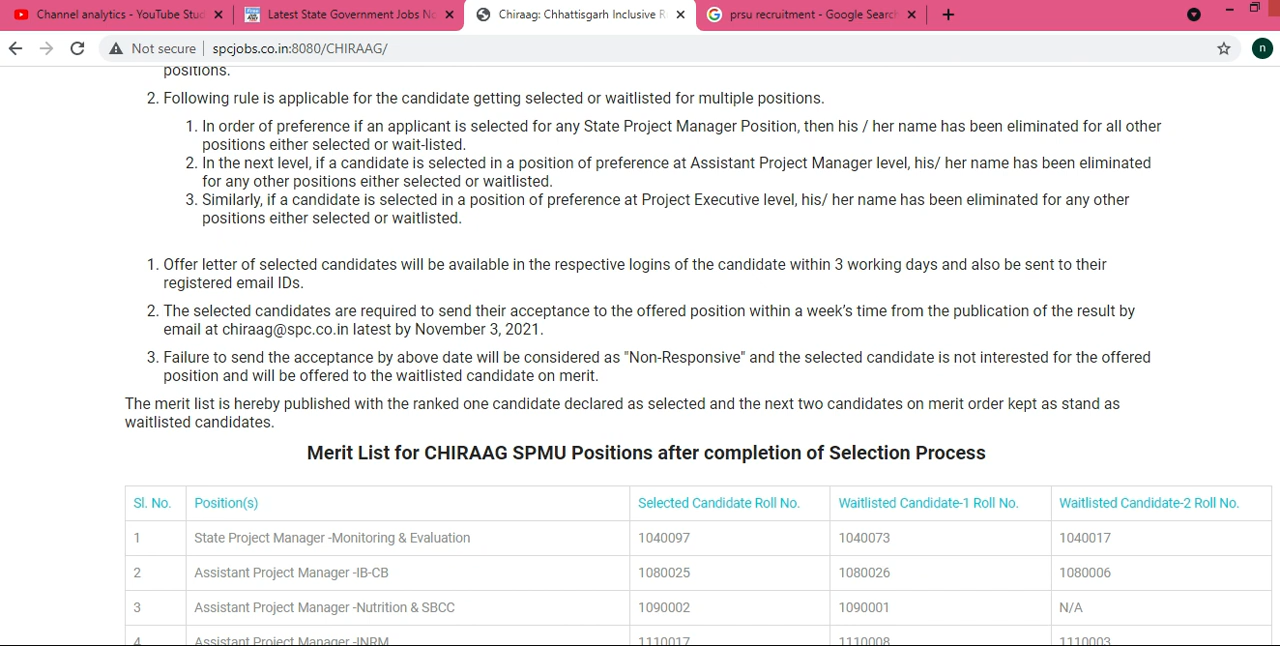 Channel analytics - YouTube Stud
Latest State Government Jobs No
Chiraag: Chhattisgarh Inclusive R
prsu recruitment - Google Search
Not secure
spcjobs.co.in:8080/CHIRAAG/
n
positions.
2. Following rule is applicable for the candidate getting selected or waitlisted for multiple positions.
1. In order of preference if an applicant is selected for any State Project Manager Position, then his / her name has been eliminated for all other
positions either selected or wait-listed.
2. In the next level, if a candidate is selected in a position of preference at Assistant Project Manager level, his/ her name has been eliminated
for any other positions either selected or waitlisted.
3. Similarly, if a candidate is selected in a position of preference at Project Executive level, his/ her name has been eliminated for any other
positions either selected or waitlisted.
1. Offer letter of selected candidates will be available in the respective logins of the candidate within 3 working days and also be sent to their
registered email IDs.
2. The selected candidates are required to send their acceptance to the offered position within a week’s time from the publication of the result by
email at chiraag@spc.co.in latest by November 3, 2021.
3. Failure to send the acceptance by above date will be considered as "Non-Responsive" and the selected candidate is not interested for the offered
position and will be offered to the waitlisted candidate on merit.
The merit list is hereby published with the ranked one candidate declared as selected and the next two candidates on merit order kept as stand as
waitlisted candidates.
Merit List for CHIRAAG SPMU Positions after completion of Selection Process
Sl. No. Position(s) Selected Candidate Roll No. Waitlisted Candidate-1 Roll No. Waitlisted Candidate-2 Roll No.
1 State Project Manager -Monitoring & Evaluation 1040097 1040073 1040017
2 Assistant Project Manager -IB-CB 1080025 1080026 1080006
3 Assistant Project Manager -Nutrition & SBCC 1090002 1090001 N/A
4 Assistant Project Manager -INRM 1110017 1110008 1110003